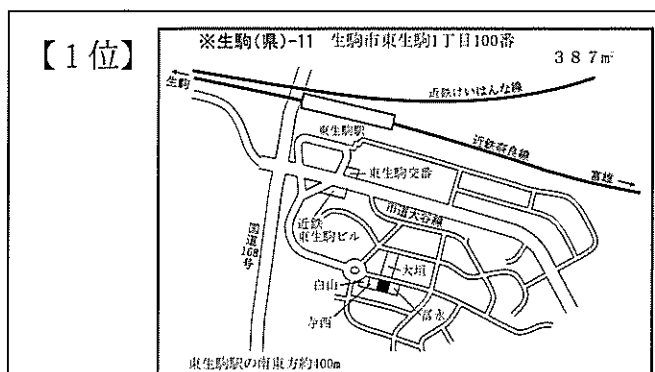 【1位】
※生駒(県)-11 生駒市東生駒1丁目100番
387㎡
生駒
近鉄けいはんな線
東生駒駅
近鉄奈良線
富雄
東生駒交番
市道大谷線
近鉄
東生駒ビル
国道168号
大垣
白山
寺西
冨永
東生駒駅の南東方約400m